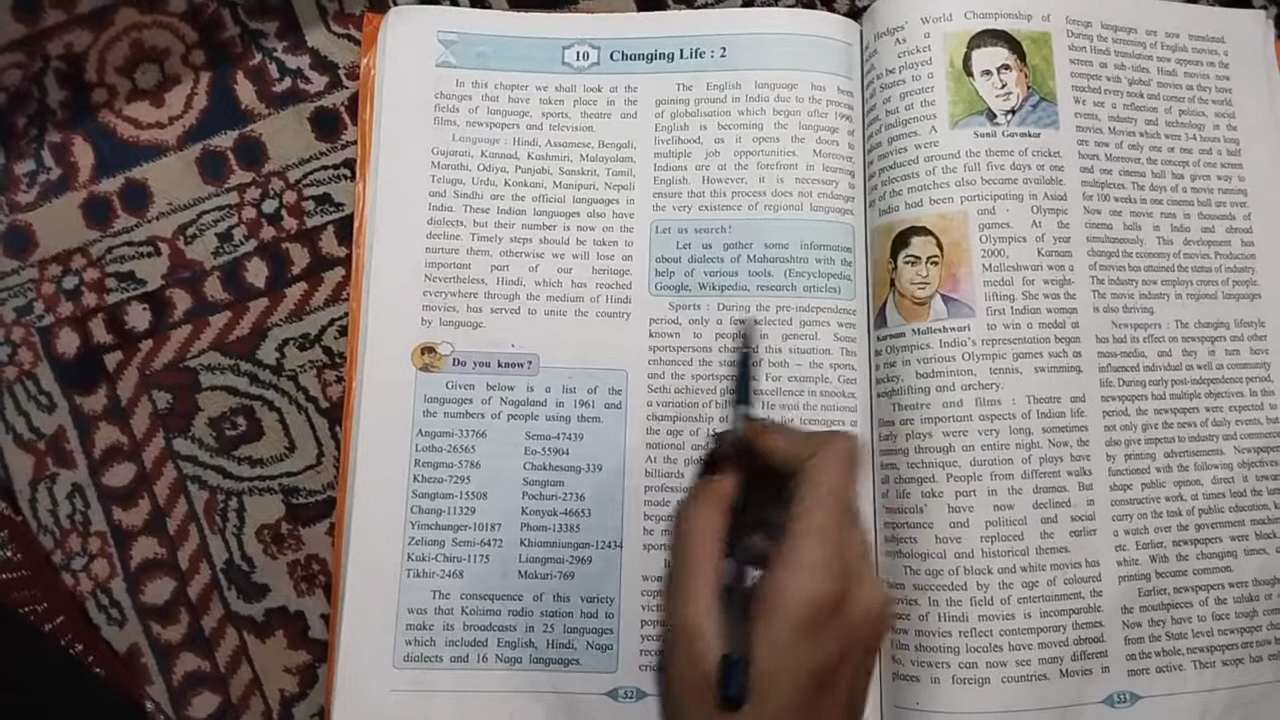 10 Changing Life : 2
In this chapter we shall look at the
changes that have taken place in the
fields of language, sports, theatre and
films, newspapers and television.
Language : Hindi, Assamese, Bengali,
Gujarati, Kannad, Kashmiri, Malayalam,
Marathi, Odiya, Punjabi, Sanskrit, Tamil,
Telugu, Urdu, Konkani, Manipuri, Nepali
and Sindhi are the official languages in
India. These Indian languages also have
dialects, but their number is now on the
decline. Timely steps should be taken to
nurture them, otherwise we will lose an
important part of our heritage.
Nevertheless, Hindi, which has reached
everywhere through the medium of Hindi
movies, has served to unite the country
by language.
Do you know?
Given below is a list of the
languages of Nagaland in 1961 and
the numbers of people using them.
Angami-33766 Sema-47439
Lotha-26565 Eo-55904
Rengma-5786 Chakhesang-339
Kheza-7295 Sangtam
Sangtam-15508 Pochuri-2736
Chang-11329 Konyak-46653
Yimchunger-10187 Phom-13385
Zeliang Semi-6472 Khiamniungan-12434
Kuki-Chiru-1175 Liangmai-2969
Tikhir-2468 Makuri-769
The consequence of this variety
was that Kohima radio station had to
make its broadcasts in 25 languages
which included English, Hindi, Naga
dialects and 16 Naga languages.
52
The English language has been
gaining ground in India due to the process
of globalisation which began after 1990.
English is becoming the language of
livelihood, as it opens the doors to
multiple job opportunities. Moreover,
Indians are at the forefront in learning
English. However, it is necessary to
ensure that this process does not endanger
the very existence of regional languages.
Let us search!
Let us gather some information
about dialects of Maharashtra with the
help of various tools. (Encyclopedia,
Google, Wikipedia, research articles)
Sports : During the pre-independence
period, only a few selected games were
known to people in general. Some
sportspersons changed this situation. This
enhanced the status of both – the sports,
and the sportspersons. For example, Geet
Sethi achieved global excellence in snooker,
a variation of He won the national
championship of for teenagers at
the age of
national and
At the
billiards
made
began
he
sports
won
Hedges' World Championship of
As a
cricket
to be played
States to a
or greater
but at the
of indigenous
games. A
movies were
produced around the theme of cricket.
telecasts of the full five days or one
of the matches also became available.
India had been participating in Asiad
and Olympic
games. At the
Olympics of year
2000, Karnam
Malleshwari won a
medal for weight-
lifting. She was the
first Indian woman
to win a medal at
Olympics. India's representation began
rise in various Olympic games such as
hockey, badminton, tennis, swimming,
weightlifting and archery.
Sunil Gavaskar
Karnam Malleshwari
Theatre and films : Theatre and
films are important aspects of Indian life.
Early plays were very long, sometimes
running through an entire night. Now, the
form, technique, duration of plays have
all changed. People from different walks
of life take part in the dramas. But
'musicals' have now declined in
importance and political and social
subjects have replaced the earlier
mythological and historical themes.
The age of black and white movies has
been succeeded by the age of coloured
movies. In the field of entertainment, the
place of Hindi movies is incomparable.
Now movies reflect contemporary themes.
Film shooting locales have moved abroad.
So, viewers can now see many different
places in foreign countries. Movies in
foreign languages are now translated.
During the screening of English movies, a
short Hindi translation now appears on the
screen as sub-titles. Hindi movies now
compete with 'global' movies as they have
reached every nook and corner of the world.
We see a reflection of politics, social
events, industry and technology in the
movies. Movies which were 3-4 hours long
are now of only one or one and a half
hours. Moreover, the concept of one screen
and one cinema hall has given way to
multiplexes. The days of a movie running
for 100 weeks in one cinema hall are over.
Now one movie runs in thousands of
cinema halls in India and abroad
simultaneously. This development has
changed the economy of movies. Production
of movies has attained the status of industry.
The industry now employs crores of people.
The movie industry in regional languages
is also thriving.
Newspapers : The changing lifestyle
has had its effect on newspapers and other
mass-media, and they in turn have
influenced individual as well as community
life. During early post-independence period,
newspapers had multiple objectives. In this
period, the newspapers were expected to
not only give the news of daily events, but
also give impetus to industry and commerce
by printing advertisements. Newspapers
functioned with the following objectives
shape public opinon, direct it towards
constructive work, at times lead the
carry on the task of public education,
a watch over the government
etc. Earlier, newspapers were black
white. With the changing times,
printing became common.
Earlier, newspapers were thought
the mouthpieces of the taluka or
Now they have to face tough
from the State level newspaper
on the whole, newspapers are now
more active. Their scope has
53